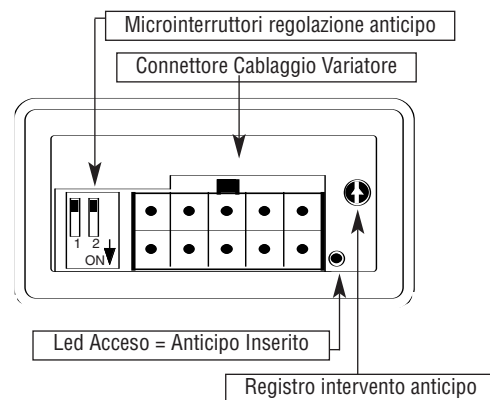 Microinterruttori regolazione anticipo
Connettore Cablaggio Variatore
1 2
ON
Led Acceso = Anticipo Inserito
Registro intervento anticipo